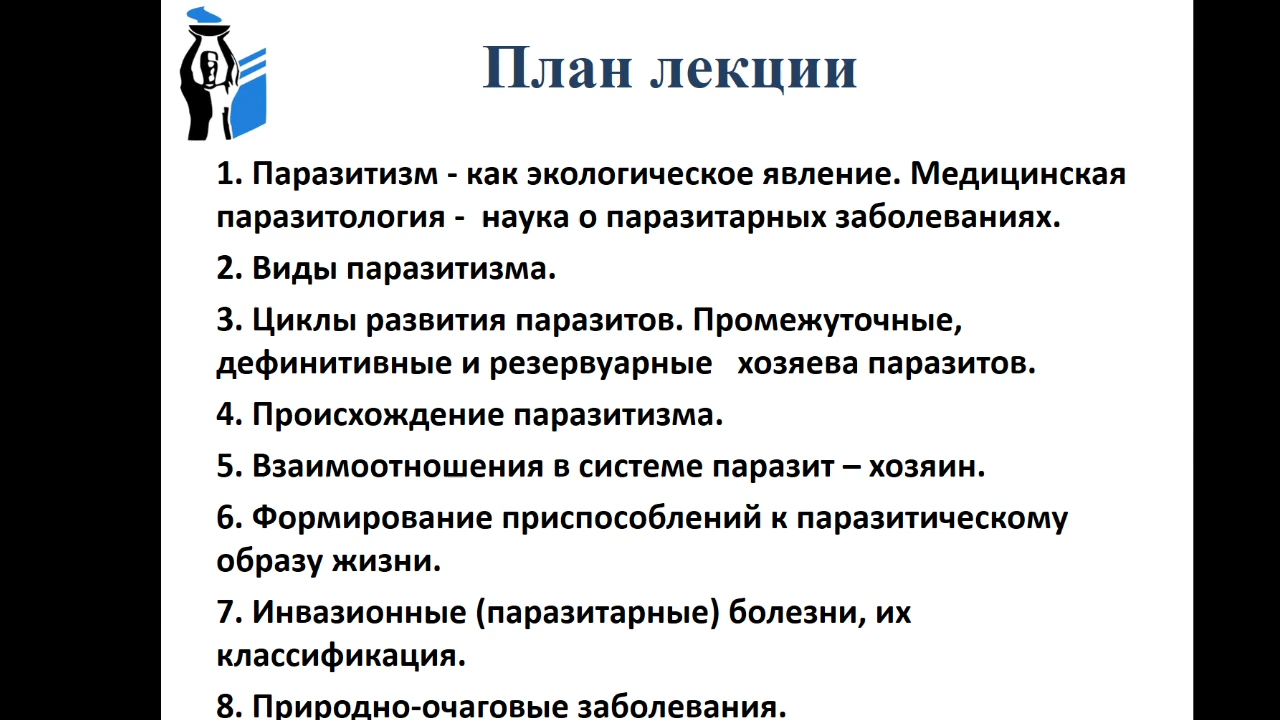 План лекции
1. Паразитизм - как экологическое явление. Медицинская
паразитология -  наука о паразитарных заболеваниях.
2. Виды паразитизма.
3. Циклы развития паразитов. Промежуточные,
дефинитивные и резервуарные   хозяева паразитов.
4. Происхождение паразитизма.
5. Взаимоотношения в системе паразит – хозяин.
6. Формирование приспособлений к паразитическому
образу жизни.
7. Инвазионные (паразитарные) болезни, их
классификация.
8. Природно-очаговые заболевания.